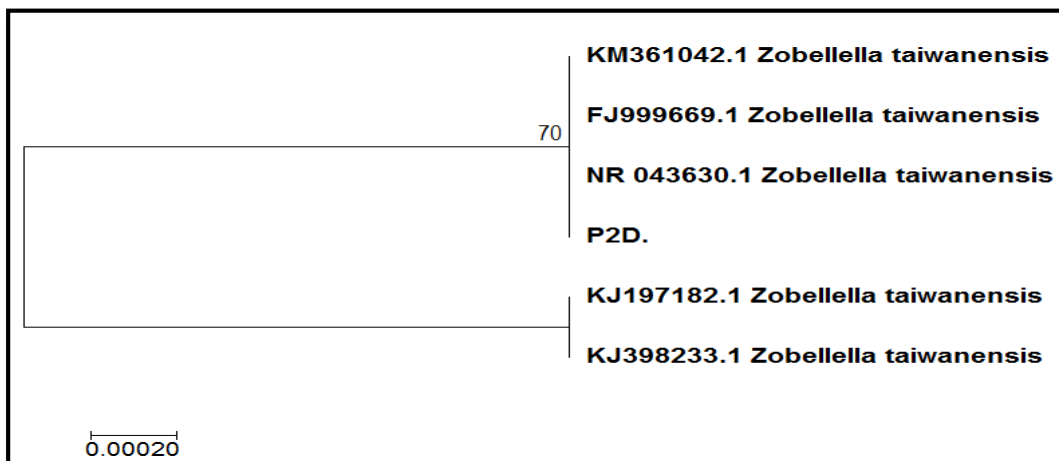 KM361042.1 Zobellella taiwanensis
FJ999669.1 Zobellella taiwanensis
70
NR 043630.1 Zobellella taiwanensis
P2D.
KJ197182.1 Zobellella taiwanensis
KJ398233.1 Zobellella taiwanensis
0.00020